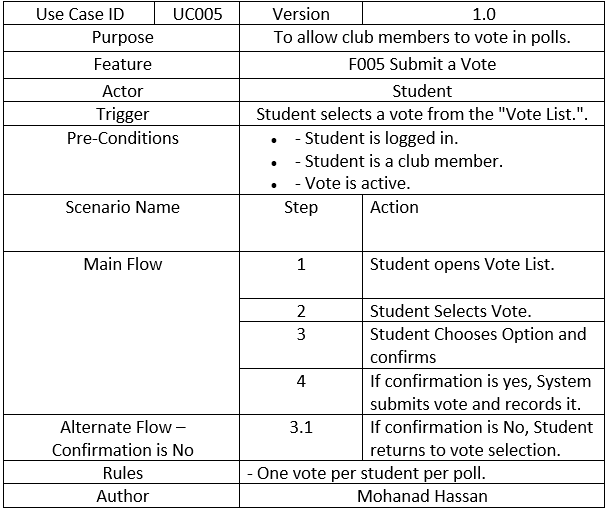 Use Case ID UC005 Version 1.0
Purpose To allow club members to vote in polls.
Feature F005 Submit a Vote
Actor Student
Trigger Student selects a vote from the "Vote List.".
Pre-Conditions • - Student is logged in.
• - Student is a club member.
• - Vote is active.
Scenario Name Step Action
Main Flow 1 Student opens Vote List.
2 Student Selects Vote.
3 Student Chooses Option and
confirms
4 If confirmation is yes, System
submits vote and records it.
Alternate Flow – 3.1 If confirmation is No, Student
Confirmation is No returns to vote selection.
Rules - One vote per student per poll.
Author Mohanad Hassan